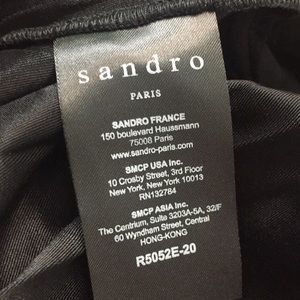 sandro
PARIS
SANDRO FRANCE
150 boulevard Haussmann
75008 Paris
www.sandro-paris.com
SMCP USA Inc.
10 Crosby Street, 3rd Floor
New York, New York 10013
RN132784
SMCP ASIA Inc.
The Centrium, Suite 3203A-5A, 32/F
60 Wyndham Street, Central
HONG-KONG
R5052E-20